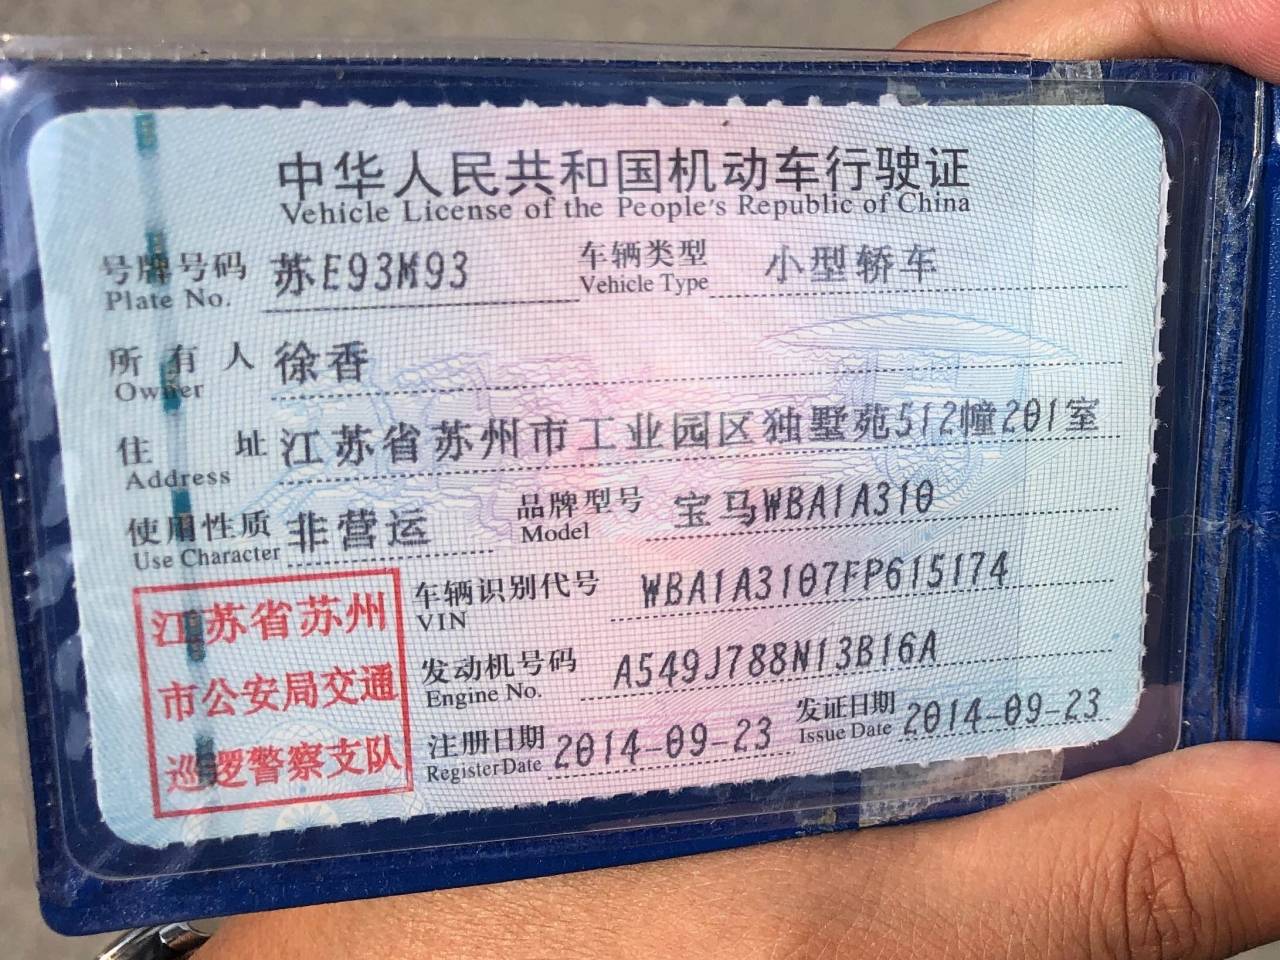 中华人民共和国机动车行驶证
Vehicle License of the People's Republic of China
号牌号码 苏E93M93 车辆类型 小型轿车
Plate No. Vehicle Type
所有人 徐香
Owner
住址 江苏省苏州市工业园区独墅苑512幢201室
Address
使用性质 非营运 品牌型号 宝马WBA1A310
Use Character Model
江苏省苏州
市公安局交通
巡逻警察支队
车辆识别代号 WBA1A3107FP615174
VIN
发动机号码 A549J788N13B16A
Engine No.
注册日期 2014-09-23 发证日期 2014-09-23
Register Date Issue Date